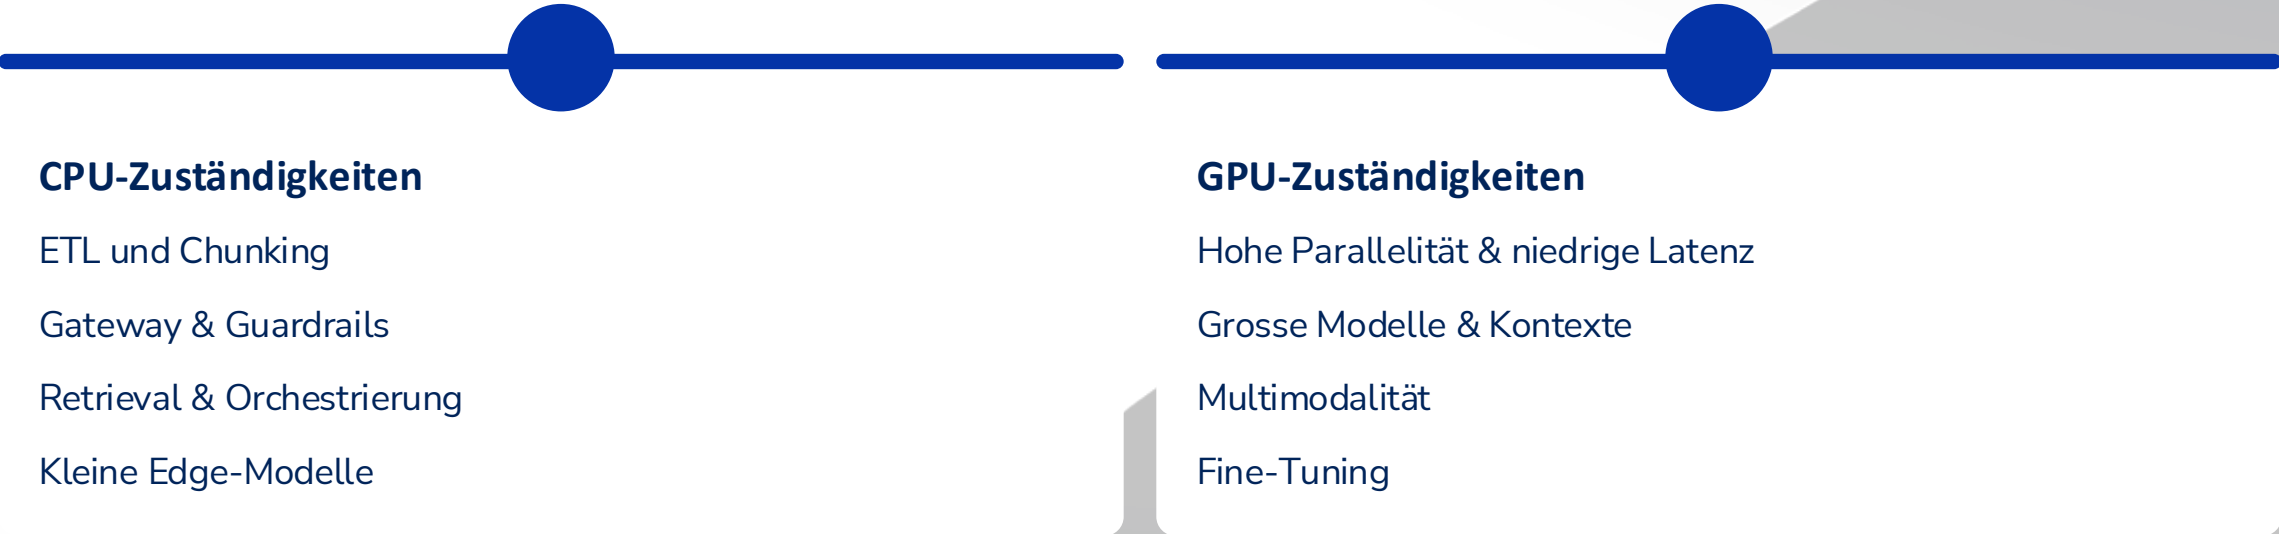 CPU-Zuständigkeiten
ETL und Chunking
Gateway & Guardrails
Retrieval & Orchestrierung
Kleine Edge-Modelle
GPU-Zuständigkeiten
Hohe Parallelität & niedrige Latenz
Grosse Modelle & Kontexte
Multimodalität
Fine-Tuning